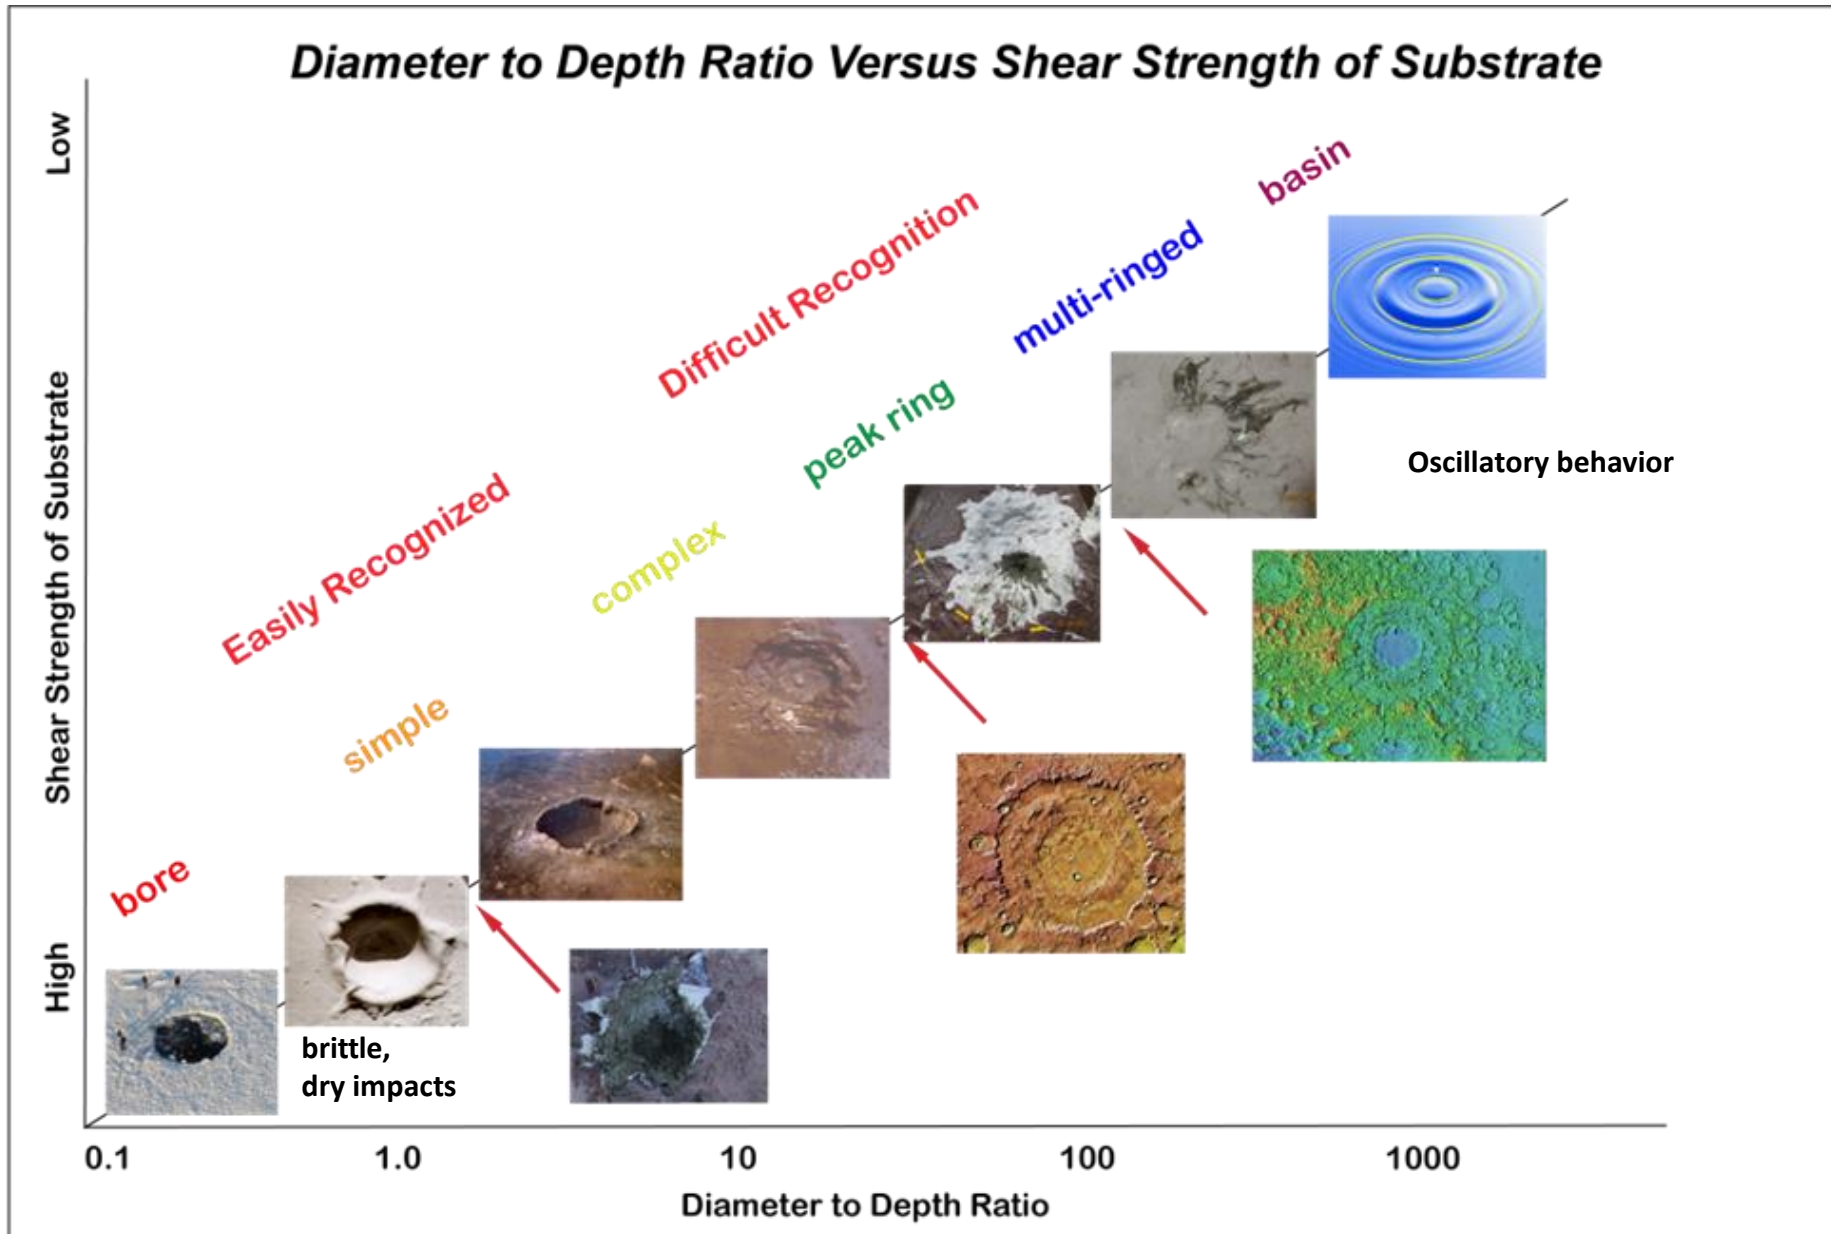 Diameter to Depth Ratio Versus Shear Strength of Substrate
Low
Shear Strength of Substrate
High
basin
multi-ringed
Difficult Recognition
peak ring
complex
Easily Recognized
simple
bore
Oscillatory behavior
brittle,
dry impacts
0.1 1.0 10 100 1000
Diameter to Depth Ratio